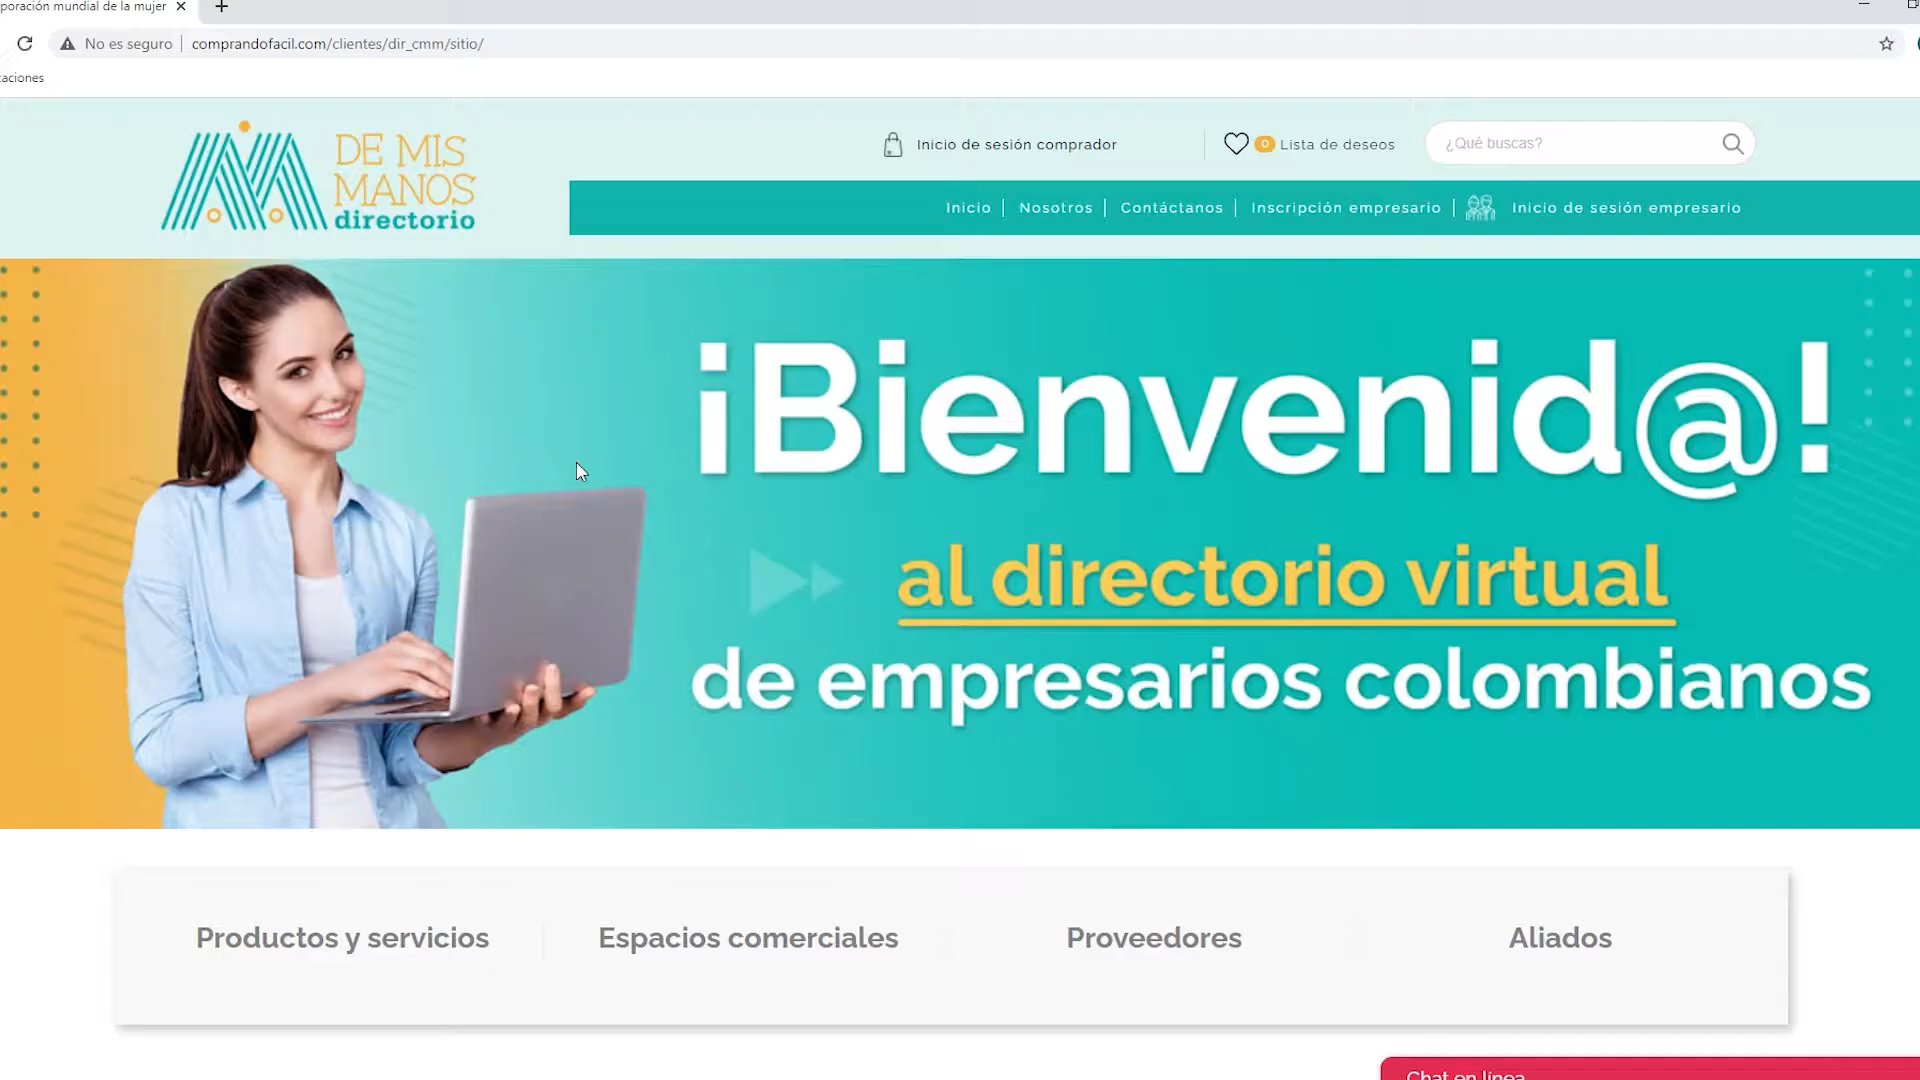 poración mundial de la mujer
No es seguro
comprandofacil.com/clientes/dir_cmm/sitio/
caciones
DE MIS
MANOS
directorio
Inicio de sesión comprador
0 Lista de deseos
¿Qué buscas?
Inicio
Nosotros
Contáctanos
Inscripción empresario
Inicio de sesión empresario
¡Bienvenid@!
al directorio virtual
de empresarios colombianos
Productos y servicios
Espacios comerciales
Proveedores
Aliados
Chat en línea